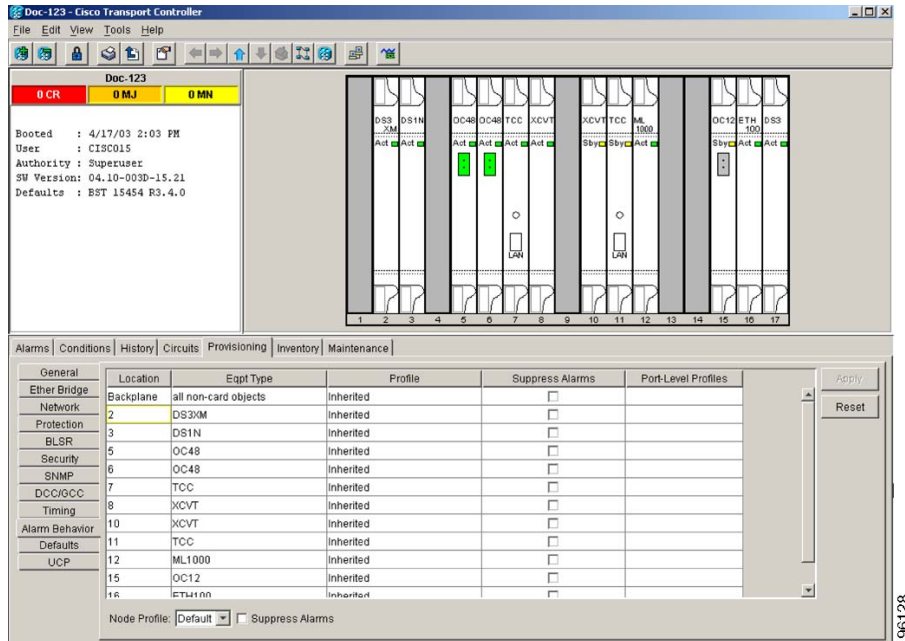 Doc-123 - Cisco Transport Controller
File Edit View Tools Help
Doc-123
0 CR 0 MJ 0 MN
Booted : 4/17/03 2:03 PM
User : CISCO15
Authority : Superuser
SW Version: 04.10-003D-15.21
Defaults : BST 15454 R3.4.0
DS3 XM DS1N OC48 OC48 TCC XCVT XCVT TCC ML 1000 OC12 ETH 100 DS3
Act Act Act Act Act Act Sby Sby Act Sby Act Act
LAN LAN
1 2 3 4 5 6 7 8 9 10 11 12 13 14 15 16 17
Alarms Conditions History Circuits Provisioning Inventory Maintenance
General
Ether Bridge
Network
Protection
BLSR
Security
SNMP
DCC/GCC
Timing
Alarm Behavior
Defaults
UCP
Location Eqpt Type Profile Suppress Alarms Port-Level Profiles
Backplane all non-card objects Inherited
2 DS3XM Inherited
3 DS1N Inherited
5 OC48 Inherited
6 OC48 Inherited
7 TCC Inherited
8 XCVT Inherited
10 XCVT Inherited
11 TCC Inherited
12 ML1000 Inherited
15 OC12 Inherited
16 ETH100 Inherited
Apply
Reset
Node Profile: Default Suppress Alarms
96128